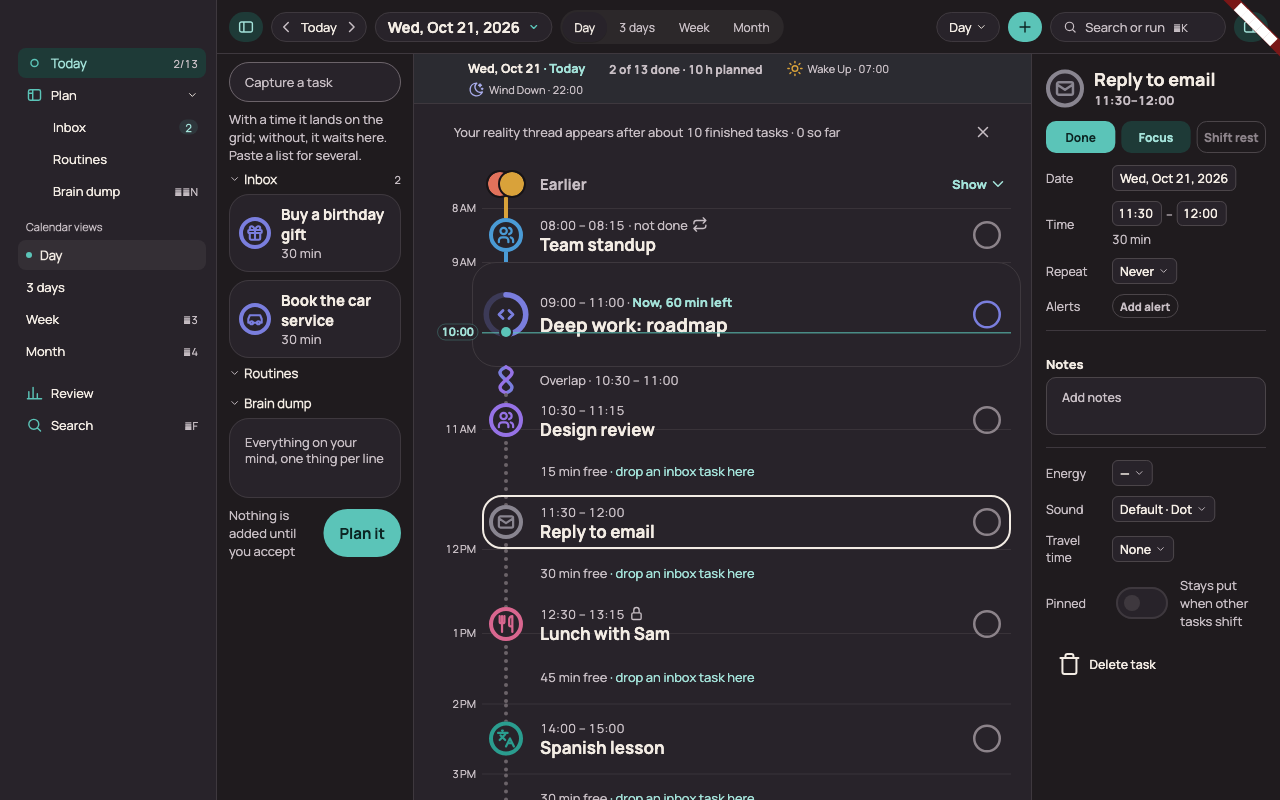 Today
Wed, Oct 21, 2026
Day
3 days
Week
Month
Day
Search or run
K
Today
2/13
Plan
Inbox
2
Routines
Brain dump
N
Calendar views
Day
3 days
Week
3
Month
4
Review
Search
F
Capture a task
With a time it lands on the
grid; without, it waits here.
Paste a list for several.
Inbox
2
Buy a birthday
gift
30 min
Book the car
service
30 min
Routines
Brain dump
Everything on your
mind, one thing per line
Nothing is
added until
you accept
Plan it
Wed, Oct 21 · Today
2 of 13 done · 10 h planned
Wake Up · 07:00
Wind Down · 22:00
Your reality thread appears after about 10 finished tasks · 0 so far
Earlier
Show
8 AM
08:00 – 08:15 · not done
Team standup
9 AM
09:00 – 11:00 · Now, 60 min left
Deep work: roadmap
10:00
Overlap · 10:30 – 11:00
10:30 – 11:15
11 AM
Design review
15 min free · drop an inbox task here
11:30 – 12:00
Reply to email
12 PM
30 min free · drop an inbox task here
12:30 – 13:15
1 PM
Lunch with Sam
45 min free · drop an inbox task here
2 PM
14:00 – 15:00
Spanish lesson
3 PM
30 min free · drop an inbox task here
Reply to email
11:30–12:00
Done
Focus
Shift rest
Date
Wed, Oct 21, 2026
Time
11:30 – 12:00
30 min
Repeat
Never
Alerts
Add alert
Notes
Add notes
Energy
–
Sound
Default · Dot
Travel
time
None
Pinned
Stays put
when other
tasks shift
Delete task